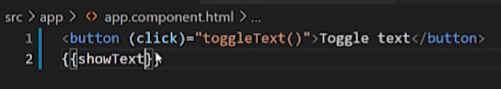 src > app > <> app.component.html > ...
1 <button (click)="toggleText()">Toggle text</button>
2 {{showText}}